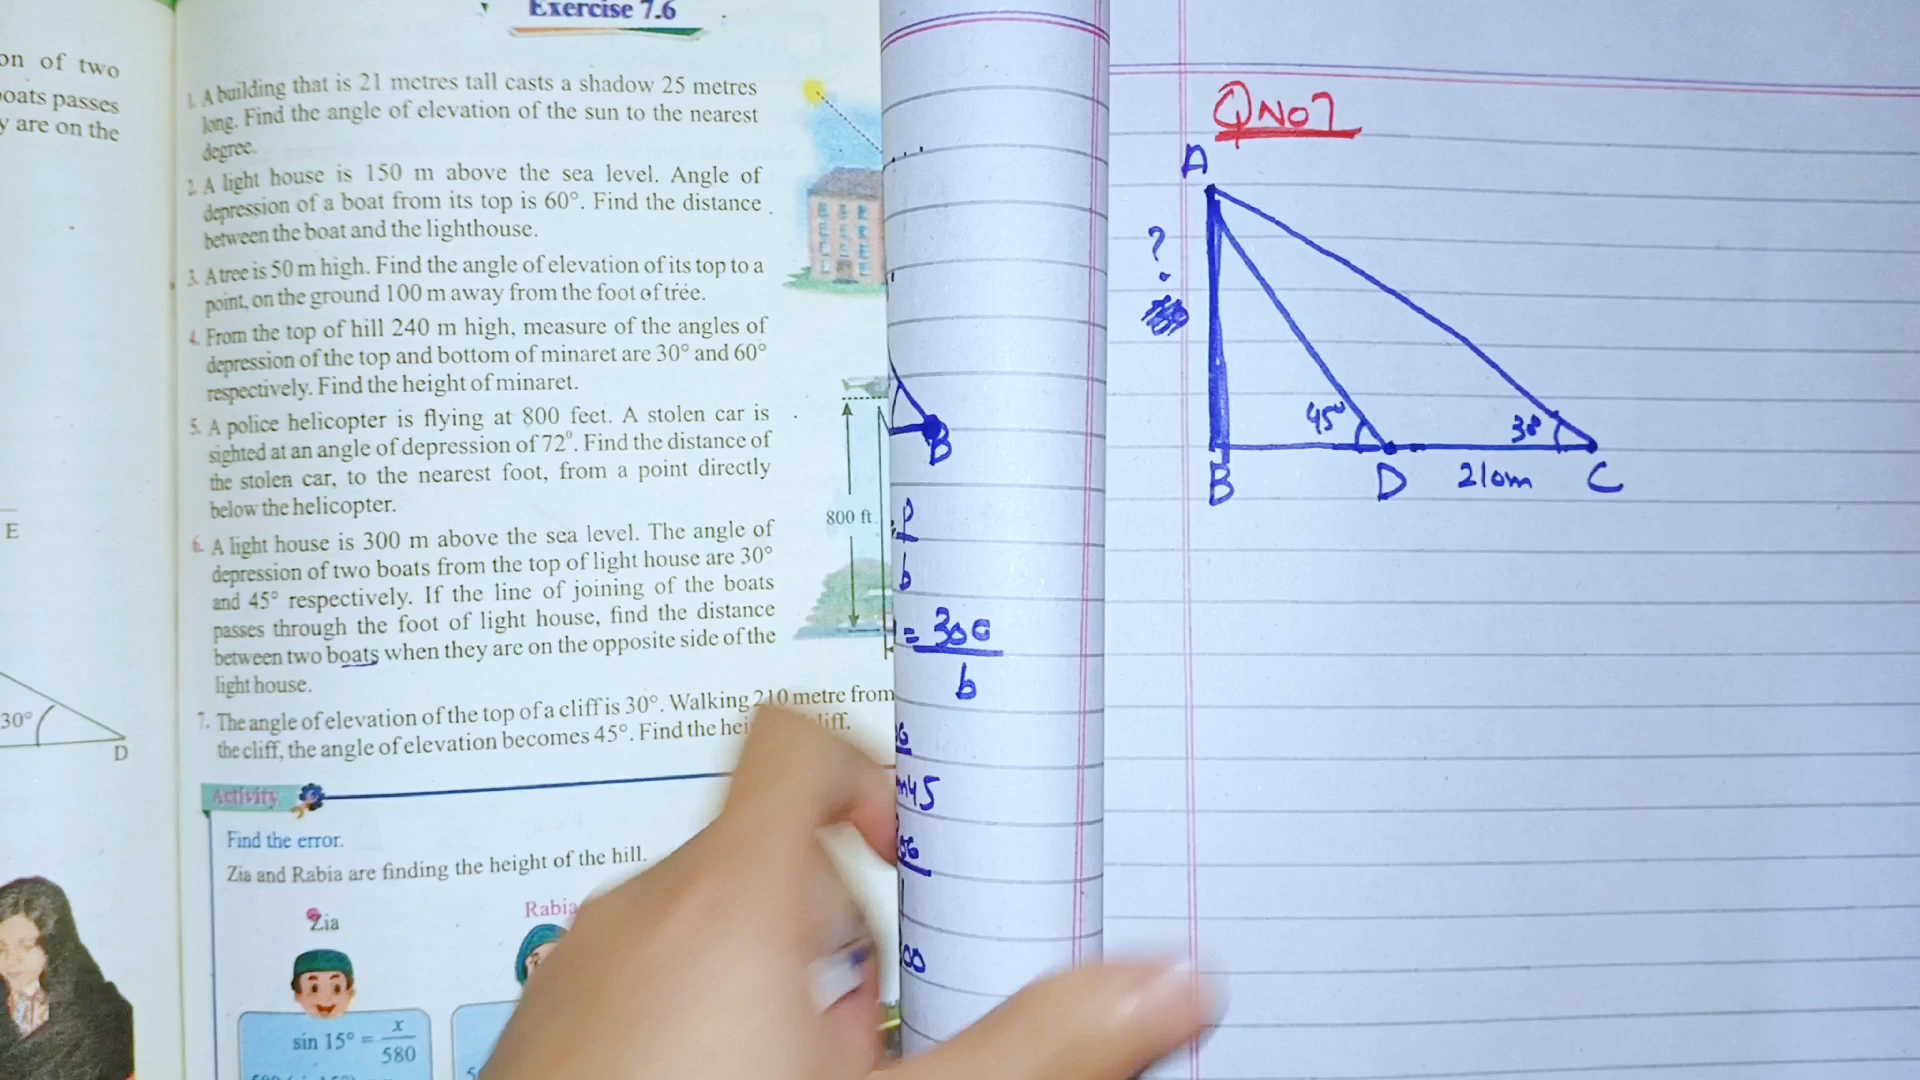 Exercise 7.6
on of two
boats passes
y are on the
E
30°
D
1. A building that is 21 metres tall casts a shadow 25 metres
long. Find the angle of elevation of the sun to the nearest
degree.
2. A light house is 150 m above the sea level. Angle of
depression of a boat from its top is 60°. Find the distance
between the boat and the lighthouse.
3. A tree is 50 m high. Find the angle of elevation of its top to a
point, on the ground 100 m away from the foot of tree.
4. From the top of hill 240 m high, measure of the angles of
depression of the top and bottom of minaret are 30° and 60°
respectively. Find the height of minaret.
5. A police helicopter is flying at 800 feet. A stolen car is
sighted at an angle of depression of 72°. Find the distance of
the stolen car, to the nearest foot, from a point directly
below the helicopter.
800 ft.
6. A light house is 300 m above the sea level. The angle of
depression of two boats from the top of light house are 30°
and 45° respectively. If the line of joining of the boats
passes through the foot of light house, find the distance
between two boats when they are on the opposite side of the
light house.
7. The angle of elevation of the top of a cliff is 30°. Walking 210 metre from
the cliff, the angle of elevation becomes 45°. Find the hei liff.
Activity
Find the error.
Zia and Rabia are finding the height of the hill.
Zia
Rabia
sin 15° = x/580
B
p
b
= 300
b
45
00
Q No 7
A
?
45° 30°
B D 210m C